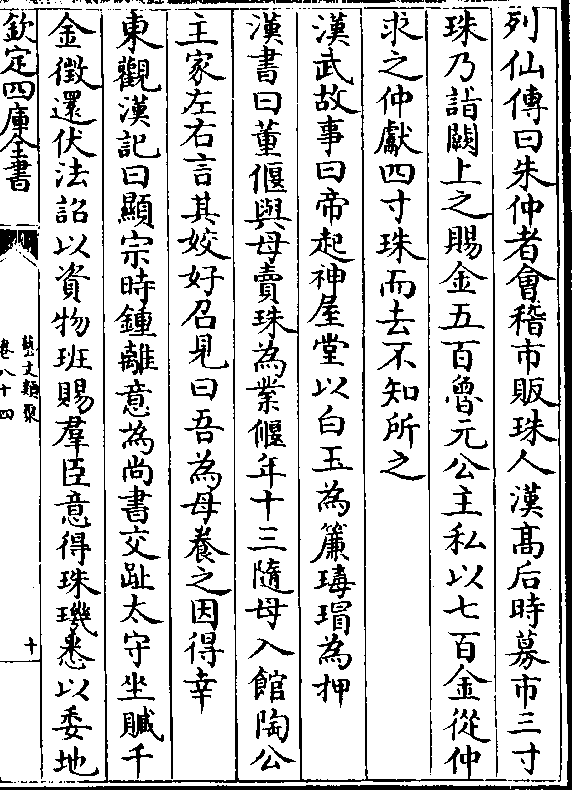 列仙傳曰朱仲者會稽市販珠人漢髙后時募市三寸
珠乃詣闕上之賜金五百魯元公主私以七百金從仲
求之仲獻四寸珠而去不知所之
漢武故事曰帝起神屋堂以白玉為簾瑇瑁為押
漢書曰董偃與母賣珠為業偃年十三隨母入館陶公
主家左右言其姣好召見曰吾為母養之因得幸
東觀漢記曰顯宗時鍾離意為尚書交趾太守坐贓千
金徵還伏法詔以資物班賜羣臣意得珠璣悉以委地
欽定四庫全書
藝文類聚
卷八十四
十